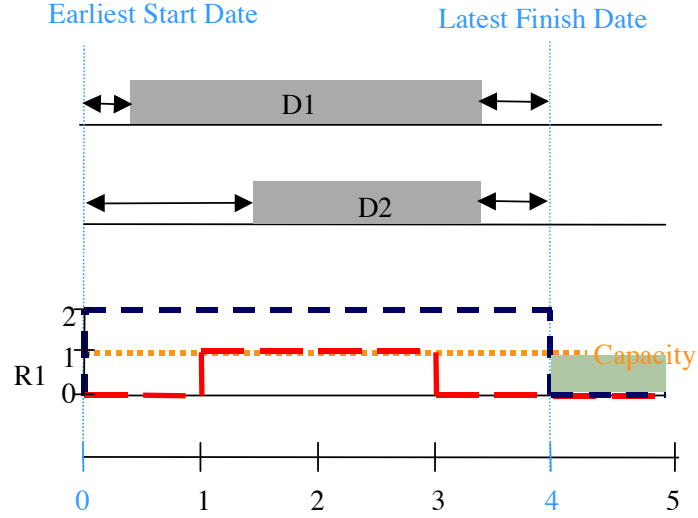 Earliest Start Date
Latest Finish Date
D1
D2
2
1
Capacity
R1
0
0 1 2 3 4 5